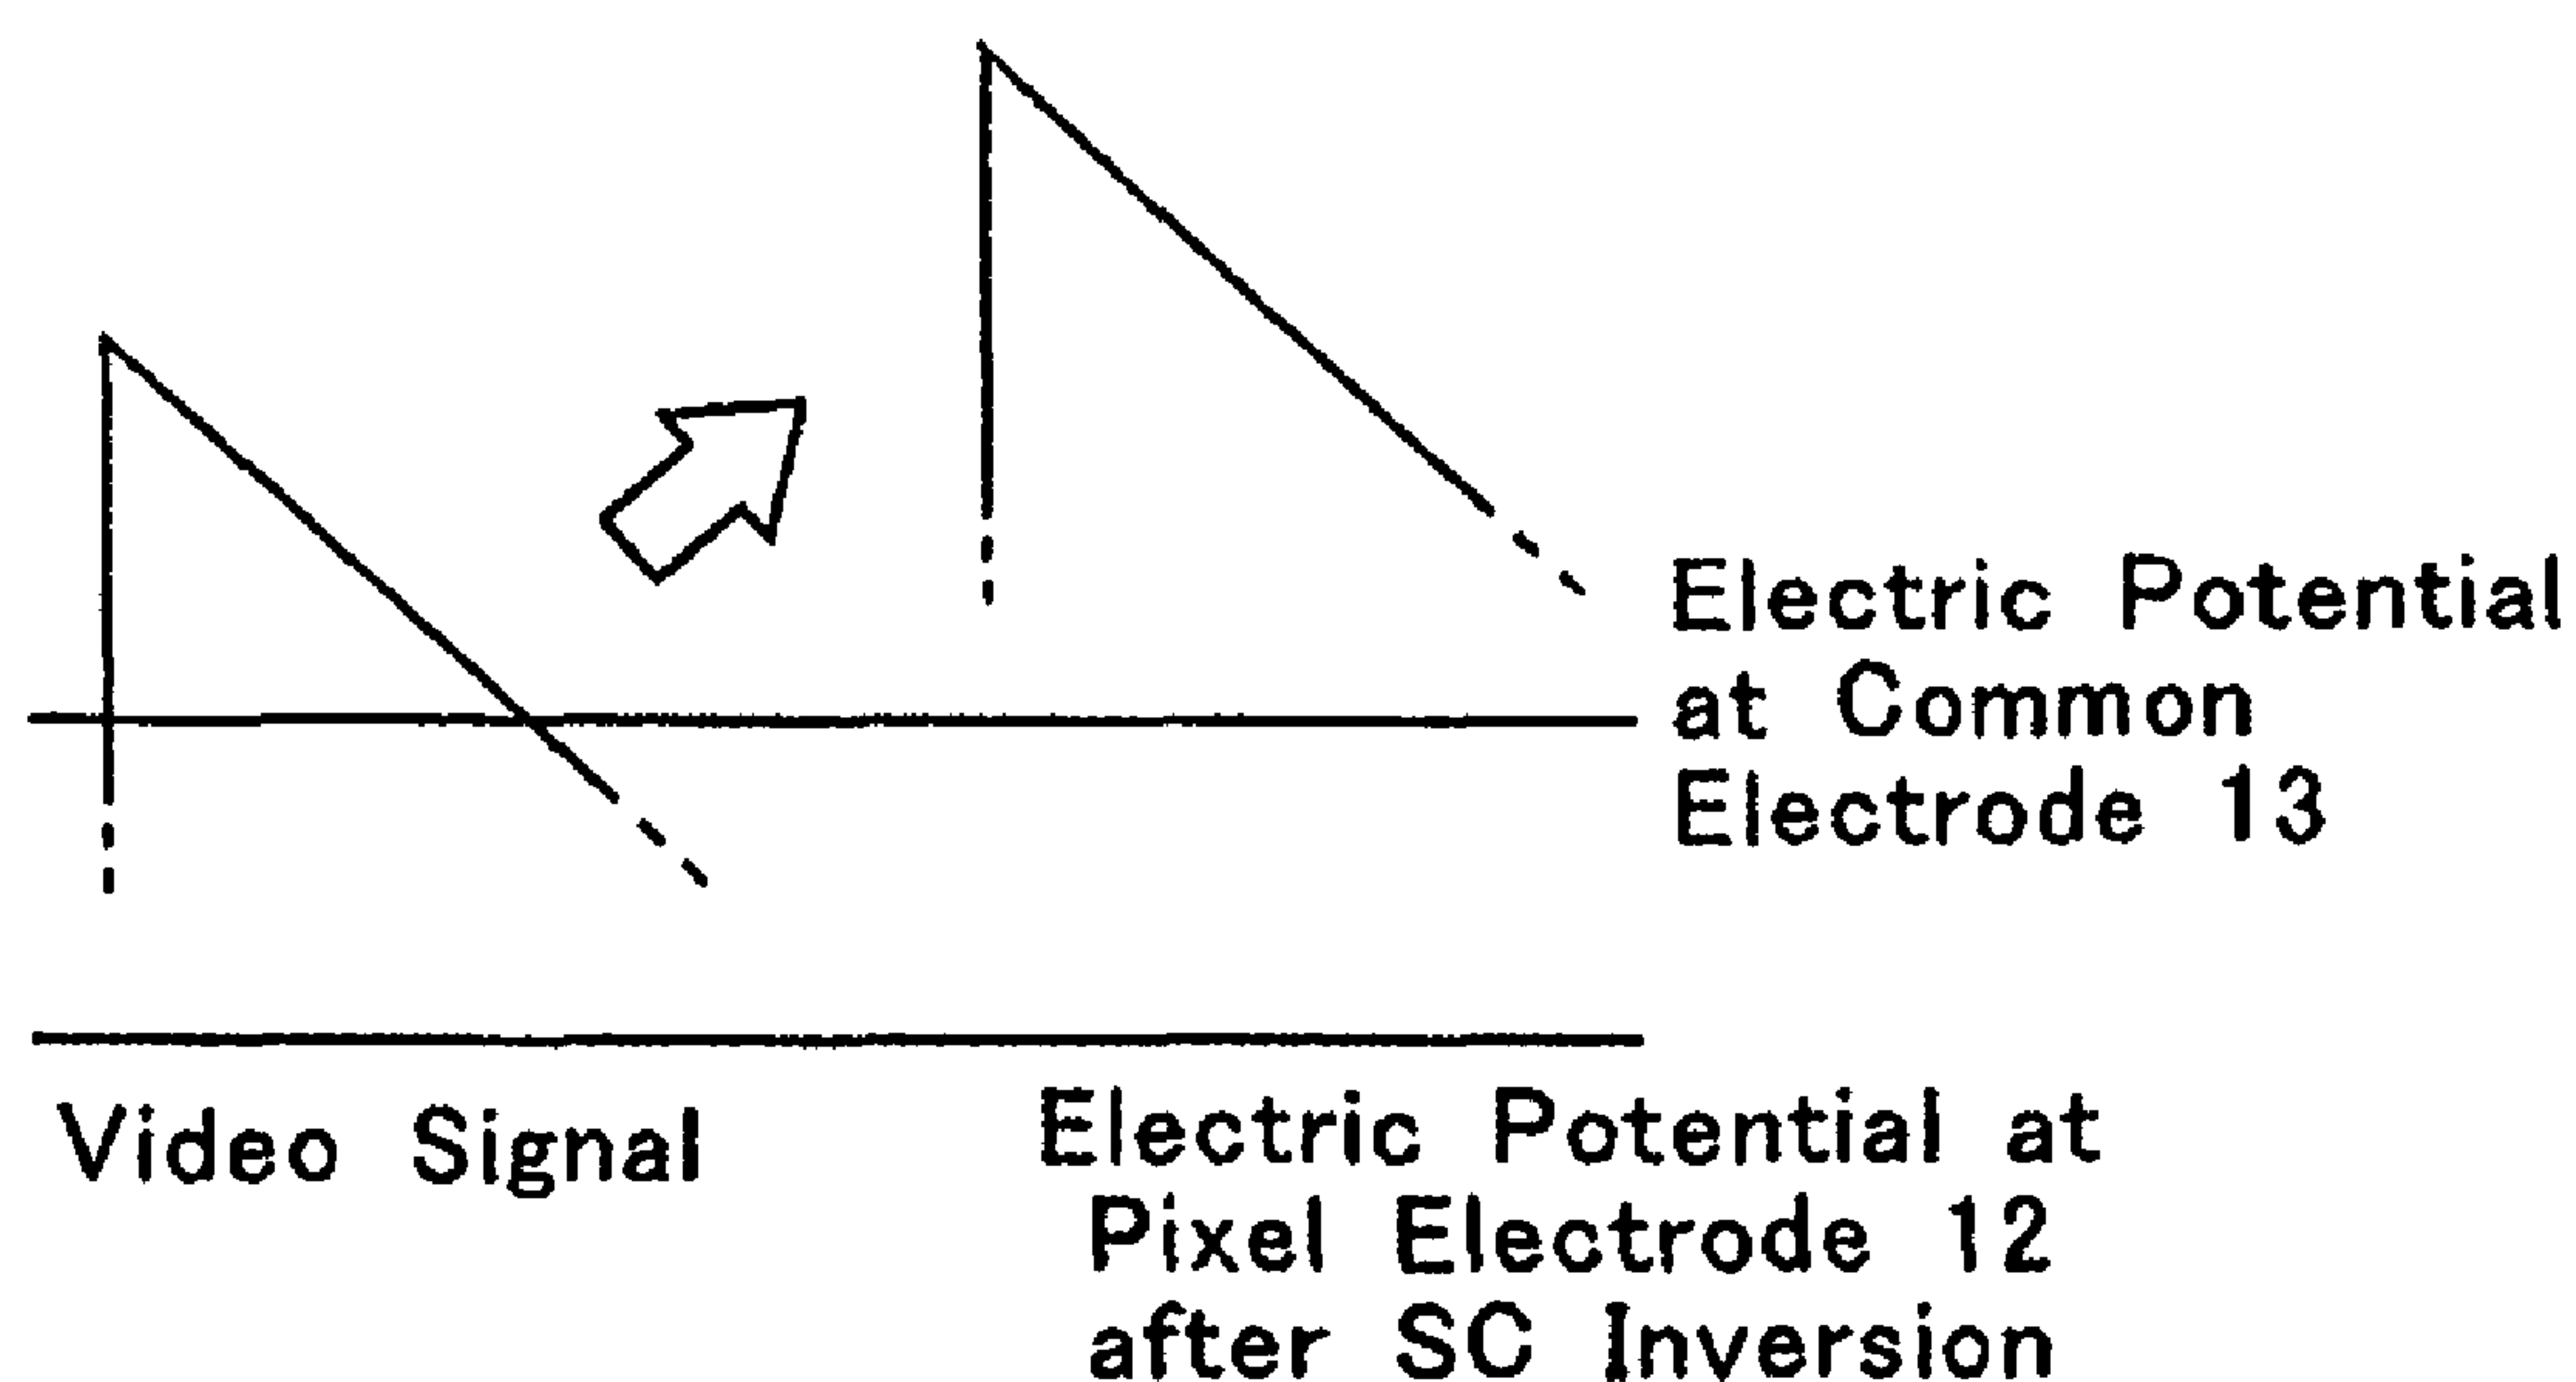 Electric Potential
at Common
Electrode 13
Video Signal
Electric Potential at
Pixel Electrode 12
after SC Inversion